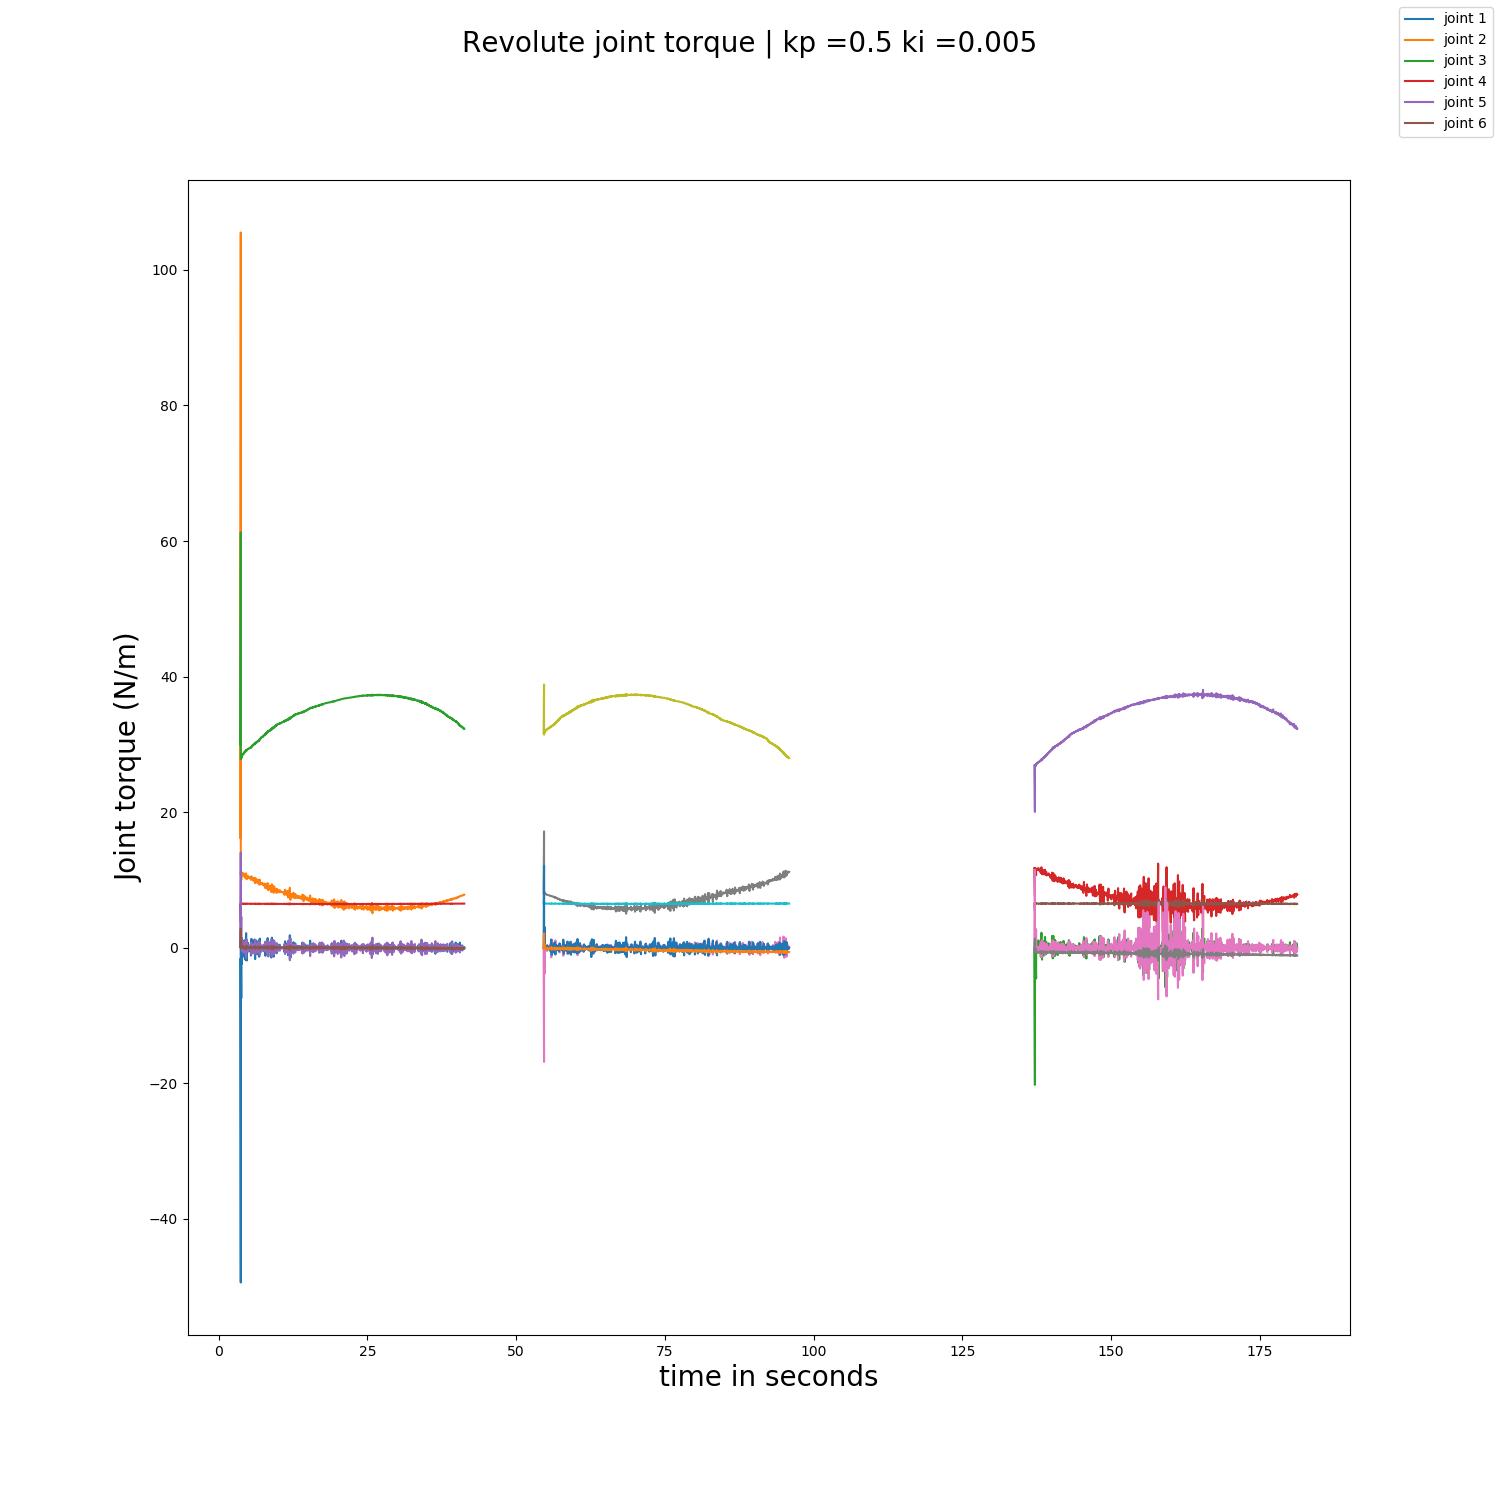 Revolute joint torque | kp =0.5 ki =0.005
joint 1
joint 2
joint 3
joint 4
joint 5
joint 6
Joint torque (N/m)
100
80
60
40
20
0
−20
−40
0 25 50 75 100 125 150 175
time in seconds